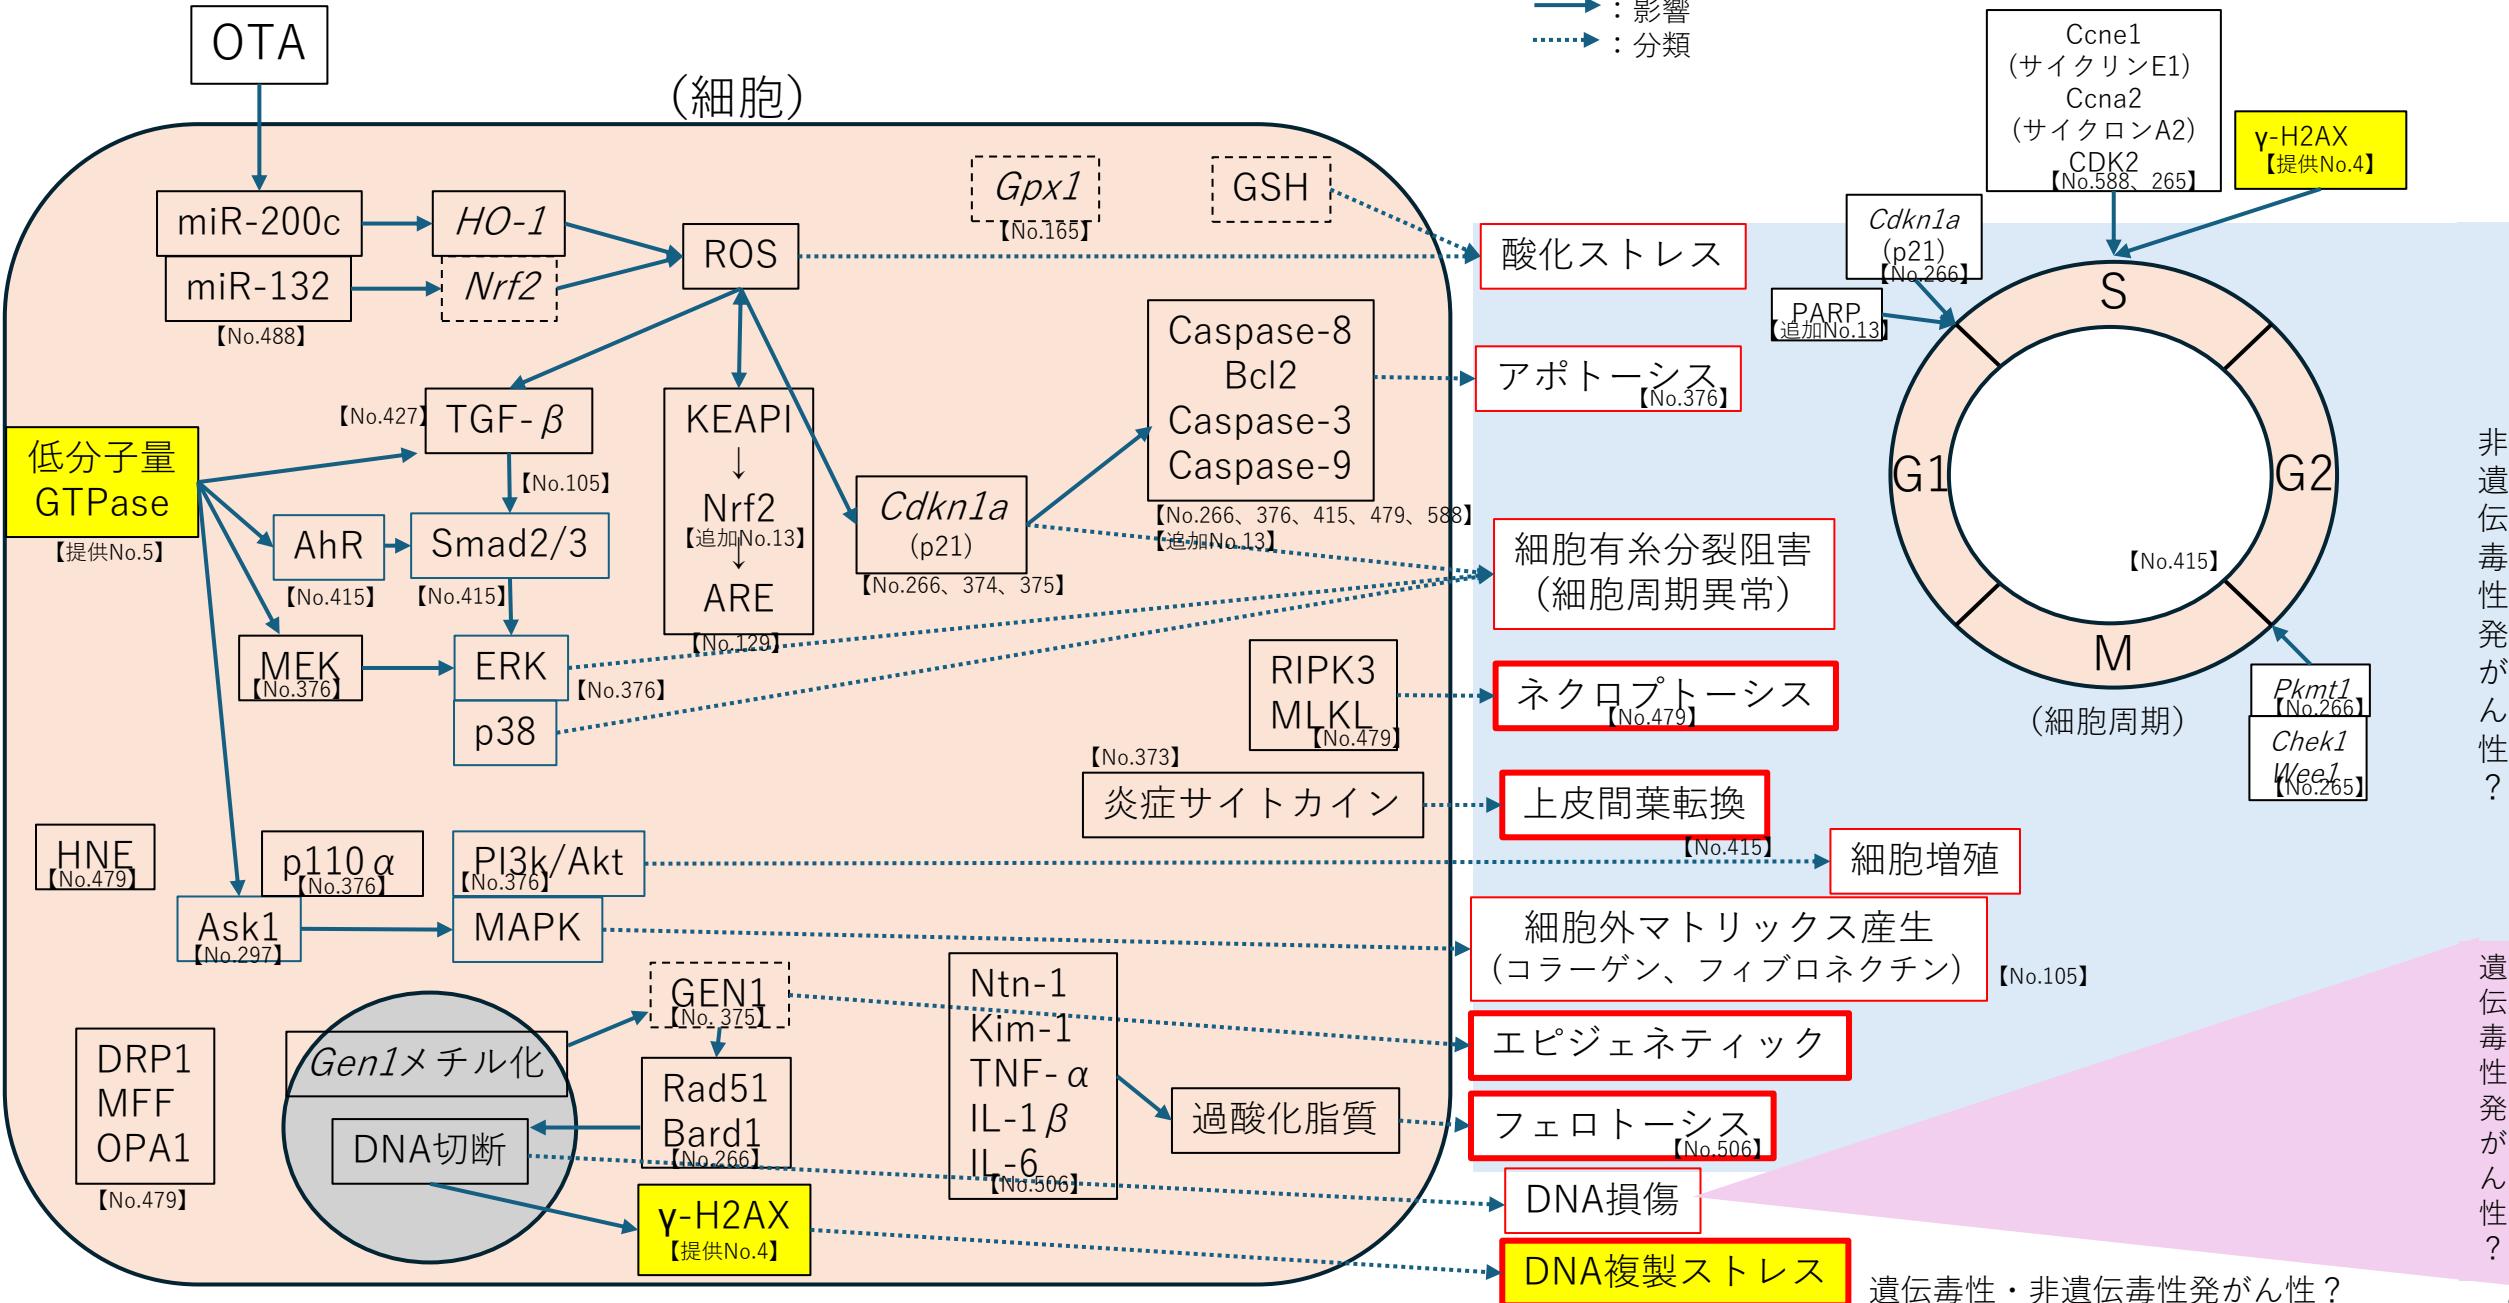 OTA
：影響
：分類
（細胞）
miR-200c
miR-132
【No.488】
HO-1
Nrf2
ROS
Gpx1
【No.165】
GSH
低分子量
GTPase
【提供No.5】
【No.427】
TGF-β
【No.105】
AhR
【No.415】
Smad2/3
【No.415】
MEK
【No.376】
ERK
【No.376】
p38
KEAPI
↓
Nrf2
【追加No.13】
↓
ARE
【No.129】
Cdkn1a
(p21)
【No.266、374、375】
Caspase-8
Bcl2
Caspase-3
Caspase-9
【No.266、376、415、479、588】
【追加No.13】
RIPK3
MLKL
【No.479】
【No.373】
炎症サイトカイン
HNE
【No.479】
p110α
【No.376】
PI3k/Akt
【No.376】
Ask1
【No.297】
MAPK
GEN1
【No. 375】
Gen1メチル化
DNA切断
Rad51
Bard1
【No.266】
γ-H2AX
【提供No.4】
DRP1
MFF
OPA1
【No.479】
Ntn-1
Kim-1
TNF-α
IL-1β
IL-6
【No.506】
過酸化脂質
酸化ストレス
アポトーシス
【No.376】
細胞有糸分裂阻害
（細胞周期異常）
ネクロプトーシス
【No.479】
上皮間葉転換
【No.415】
細胞増殖
細胞外マトリックス産生
（コラーゲン、フィブロネクチン）
【No.105】
エピジェネティック
フェロトーシス
【No.506】
DNA損傷
DNA複製ストレス
遺伝毒性・非遺伝毒性発がん性？
Ccne1
(サイクリンE1)
Ccna2
(サイクロンA2)
CDK2
【No.588、265】
γ-H2AX
【提供No.4】
Cdkn1a
(p21)
【No.266】
PARP
【追加No.13】
S
G1
G2
M
【No.415】
（細胞周期）
Pkmt1
【No.266】
Chek1
Wee1
【No.265】
非遺伝毒性発がん性？
遺伝毒性発がん性？